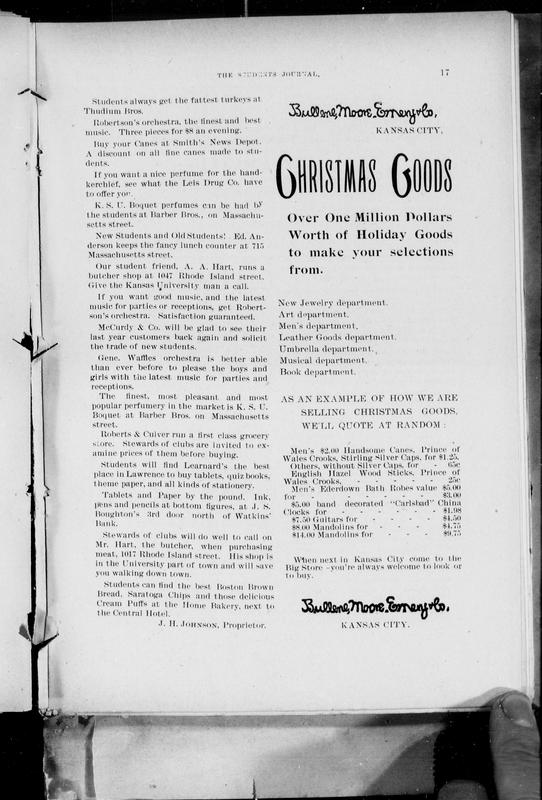 THE STUDENTS JOURNAL.
17
Students always get the fattest turkeys at
Thudium Bros.
Robertson's orchestra, the finest and best
music. Three pieces for $8 an evening.
Buy your Canes at Smith's News Depot.
A discount on all fine canes made to stu-
dents.
If you want a nice perfume for the hand-
kerchief, see what the Leis Drug Co. have
to offer you.
K. S. U. Boquet perfumes can be had by
the students at Barber Bros., on Massachu-
setts street.
New Students and Old Students! Ed. An-
derson keeps the fancy lunch counter at 715
Massachusetts street.
Our student friend, A. A. Hart, runs a
butcher shop at 1047 Rhode Island street.
Give the Kansas University man a call.
If you want good music, and the latest
music for parties or receptions, get Robert-
son's orchestra. Satisfaction guaranteed.
McCurdy & Co. will be glad to see their
last year customers back again and solicit
the trade of new students.
Gene. Waffles orchestra is better able
than ever before to please the boys and
girls with the latest music for parties and
receptions.
The finest, most pleasant and most
popular perfumery in the market is K. S. U.
Boquet at Barber Bros. on Massachusetts
street.
Roberts & Cuiver run a first class grocery
store. Stewards of clubs are invited to ex-
amine prices of them before buying.
Students will find Learnard's the best
place in Lawrence to buy tablets, quiz books,
theme paper, and all kinds of stationery.
Tablets and Paper by the pound. Ink,
pens and pencils at bottom figures, at J. S.
Boughton's 3rd door north of Watkins'
Bank.
Stewards of clubs will do well to call on
Mr. Hart, the butcher, when purchasing
meat, 1017 Rhode Island street. His shop is
in the University part of town and will save
you walking down town.
Students can find the best Boston Brown
Bread, Saratoga Chips and those delicious
Cream Puffs at the Home Bakery, next to
the Central Hotel.
J. H. JOHNSON, Proprietor.
Bullene, Moore, Emery & Co,
KANSAS CITY,
CHRISTMAS GOODS
Over One Million Dollars
Worth of Holiday Goods
to make your selections
from.
New Jewelry department.
Art department.
Men's department,
Leather Goods department.
Umbrella department.
Musical department.
Book department.
AS AN EXAMPLE OF HOW WE ARE
SELLING CHRISTMAS GOODS,
WE'LL QUOTE AT RANDOM:
Men's $2.00 Handsome Canes, Prince of
Wales Crooks, Stirling Silver Caps, for $1.25.
Others, without Silver Caps, for - 65c
English Hazel Wood Sticks, Prince of
Wales Crooks, - - - - - 25c
Men's Ederdown Bath Robes value $5.00
for - - - - - - - $3.00
$5.00 band decorated "Carlsbad" China
Clocks for - - - - - $1.98
$7.50 Guitars for - - - - $4.50
$8.00 Mandolins for - - - - $4.75
$14.00 Mandolins for - - - - $9.75
When next in Kansas City come to the
Big Store-you're always welcome to look or
to buy.
Bullene, Moore, Emery & Co.
KANSAS CITY.